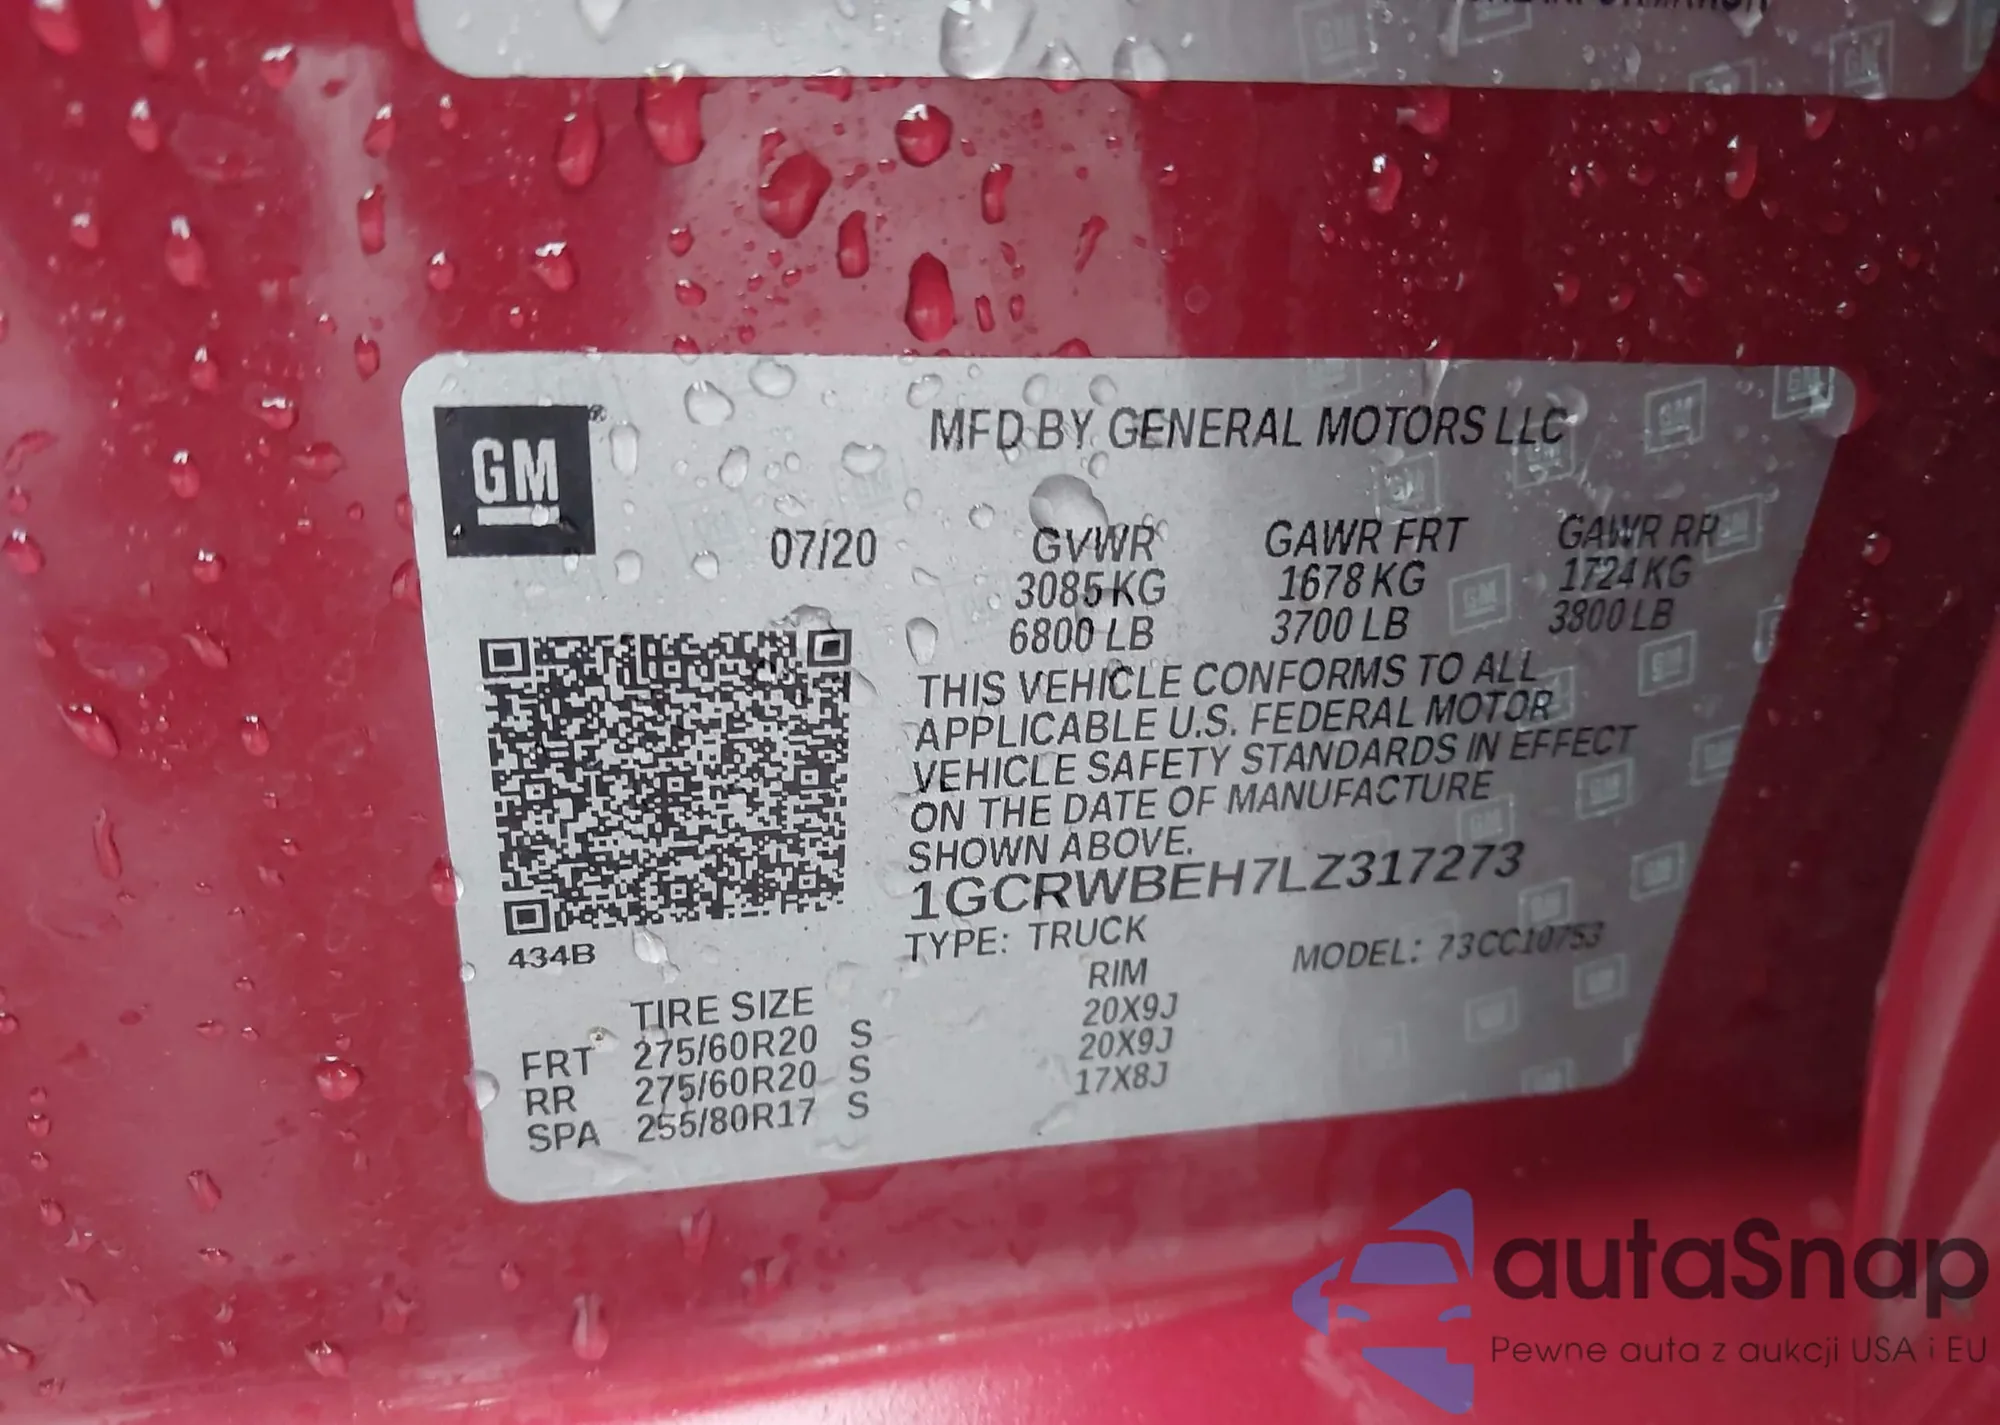 GM
MFD BY GENERAL MOTORS LLC
07/20 GVWR GAWR FRT GAWR RR
3085 KG 1678 KG 1724 KG
6800 LB 3700 LB 3800 LB
THIS VEHICLE CONFORMS TO ALL
APPLICABLE U.S. FEDERAL MOTOR
VEHICLE SAFETY STANDARDS IN EFFECT
ON THE DATE OF MANUFACTURE
SHOWN ABOVE.
1GCRWBEH7LZ317273
TYPE: TRUCK MODEL: 73CC10753
434B
TIRE SIZE RIM
FRT 275/60R20 S 20X9J
RR 275/60R20 S 20X9J
SPA 255/80R17 S 17X8J
autaSnap
Pewne auta z aukcji USA i EU